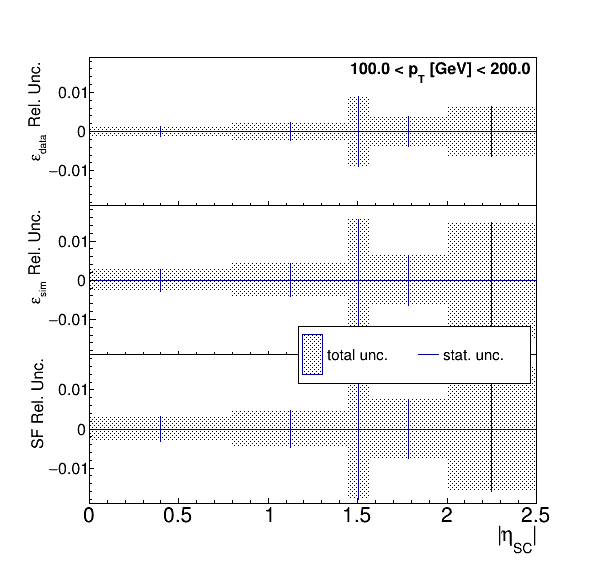 100.0 < p_T [GeV] < 200.0
ε_data Rel. Unc.
0.01
0
−0.01
ε_sim Rel. Unc.
0.01
0
−0.01
total unc.
stat. unc.
SF Rel. Unc.
0.01
0
−0.01
0 0.5 1 1.5 2 2.5
|η_SC|